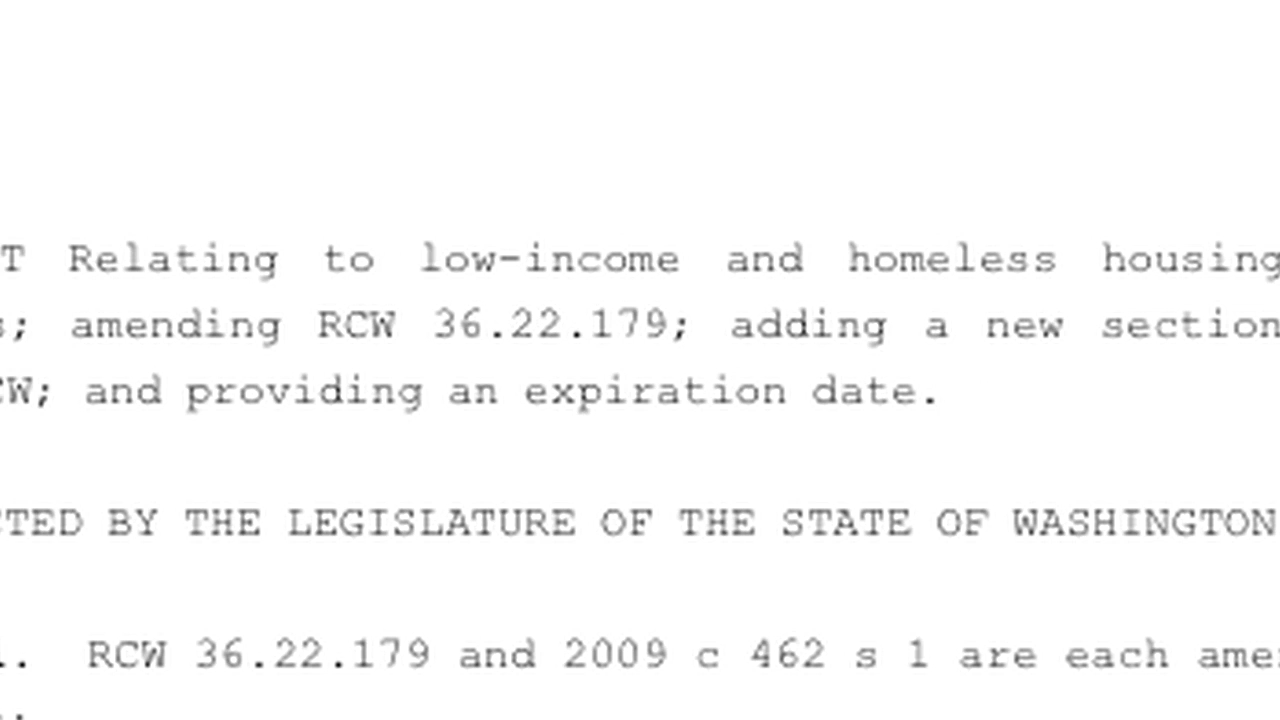 T Relating to low-income and homeless housing
s; amending RCW 36.22.179; adding a new section
CW; and providing an expiration date.
CTED BY THE LEGISLATURE OF THE STATE OF WASHINGTON
1. RCW 36.22.179 and 2009 c 462 s 1 are each amen